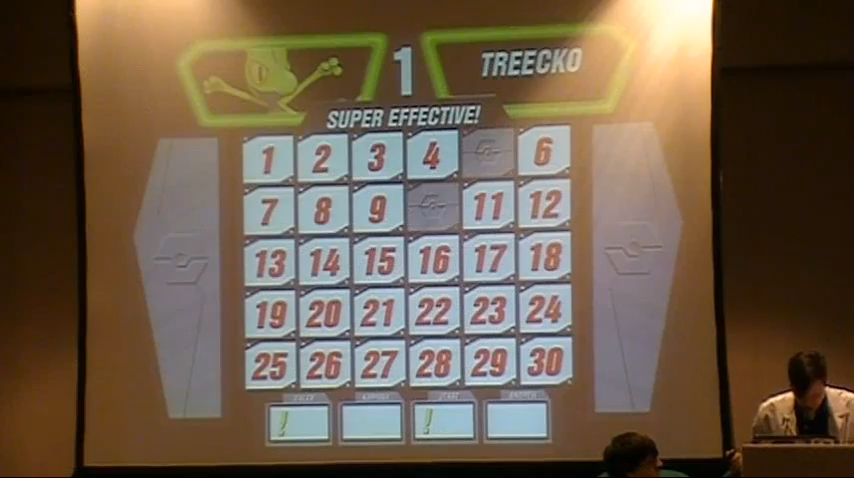 1 TREECKO
SUPER EFFECTIVE!
1 2 3 4 6
7 8 9 11 12
13 14 15 16 17 18
19 20 21 22 23 24
25 26 27 28 29 30
! !